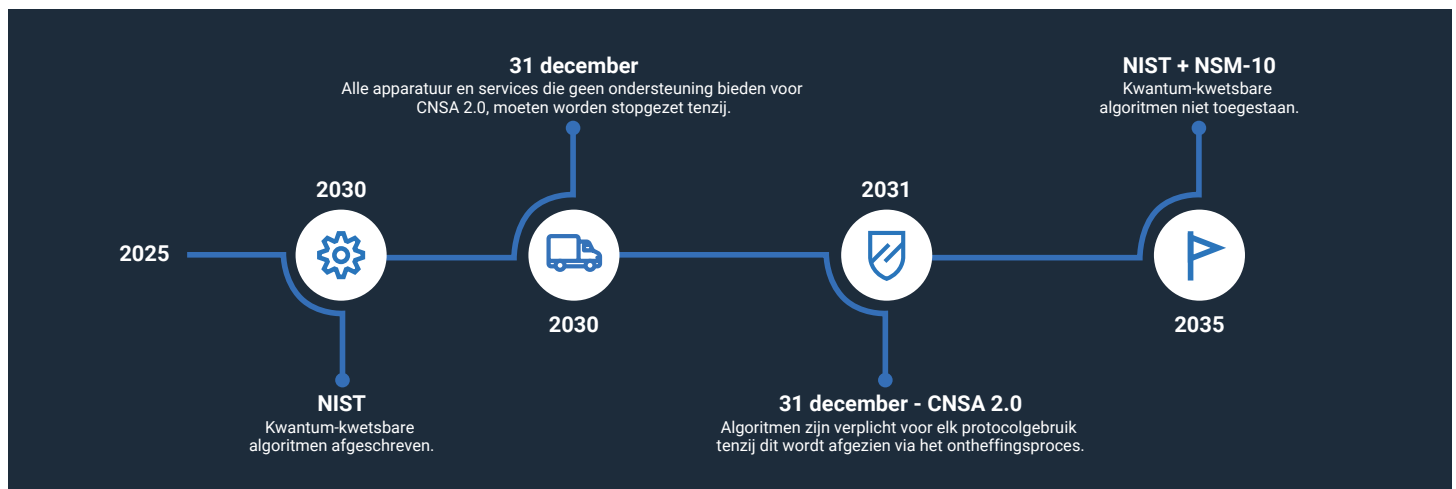 2025
2030
NIST
Kwantum-kwetsbare
algoritmen afgeschreven.
31 december
Alle apparatuur en services die geen ondersteuning bieden voor
CNSA 2.0, moeten worden stopgezet tenzij.
2030
2031
31 december - CNSA 2.0
Algoritmen zijn verplicht voor elk protocolgebruik
tenzij dit wordt afgezien via het ontheffingsproces.
NIST + NSM-10
Kwantum-kwetsbare
algoritmen niet toegestaan.
2035